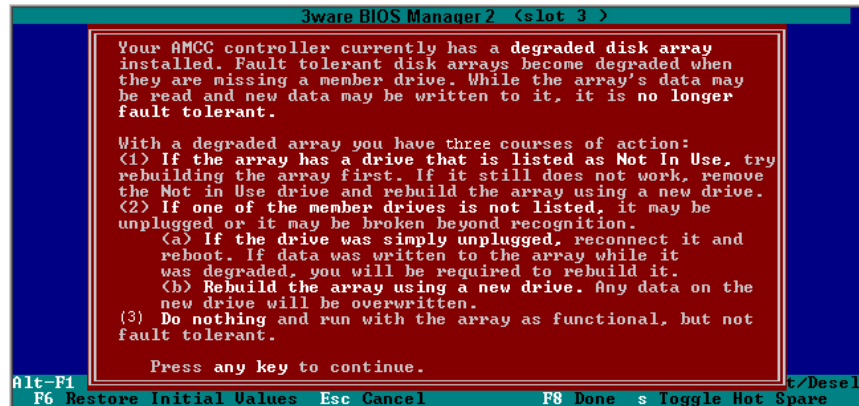 3ware BIOS Manager 2 (slot 3 )
Your AMCC controller currently has a degraded disk array
installed. Fault tolerant disk arrays become degraded when
they are missing a member drive. While the array's data may
be read and new data may be written to it, it is no longer
fault tolerant.
With a degraded array you have three courses of action:
(1) If the array has a drive that is listed as Not In Use, try
rebuilding the array first. If it still does not work, remove
the Not in Use drive and rebuild the array using a new drive.
(2) If one of the member drives is not listed, it may be
unplugged or it may be broken beyond recognition.
(a) If the drive was simply unplugged, reconnect it and
reboot. If data was written to the array while it
was degraded, you will be required to rebuild it.
(b) Rebuild the array using a new drive. Any data on the
new drive will be overwritten.
(3) Do nothing and run with the array as functional, but not
fault tolerant.
Press any key to continue.
Alt-F1 t/Desel
F6 Restore Initial Values Esc Cancel F8 Done s Toggle Hot Spare